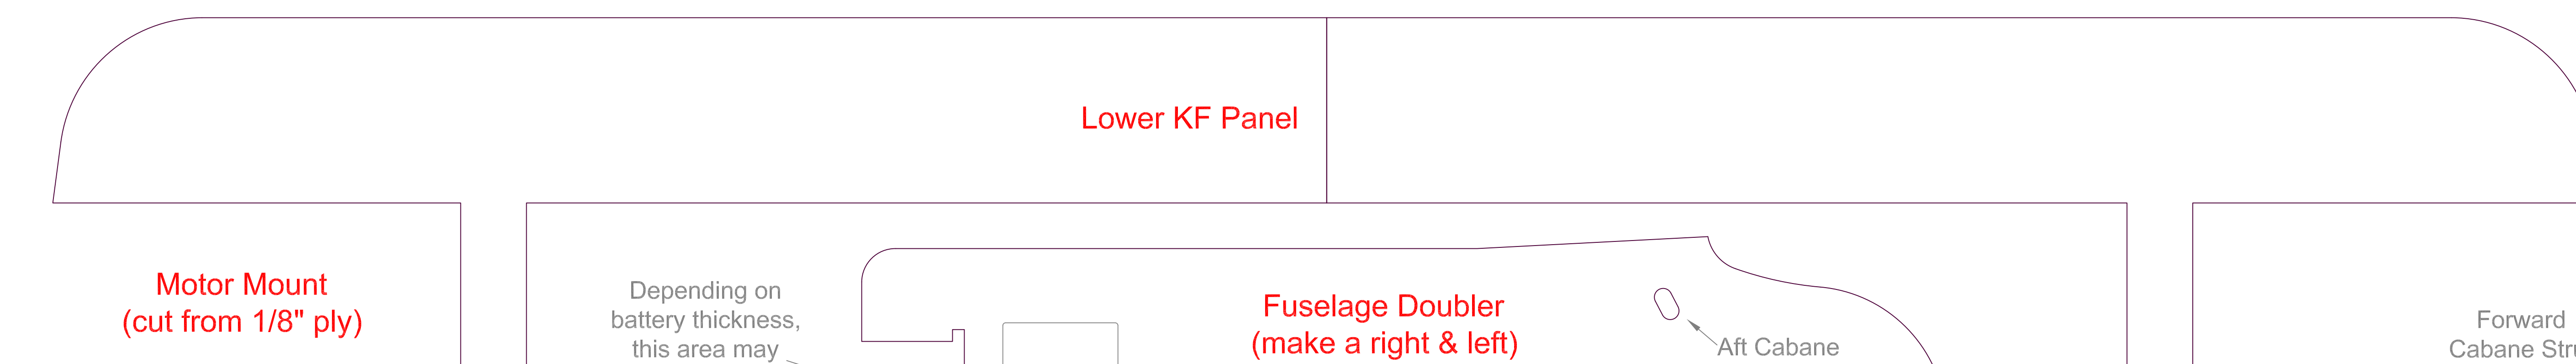 Lower KF Panel
Motor Mount
(cut from 1/8" ply)
Depending on
battery thickness,
this area may
Fuselage Doubler
(make a right & left)
Aft Cabane
Forward
Cabane